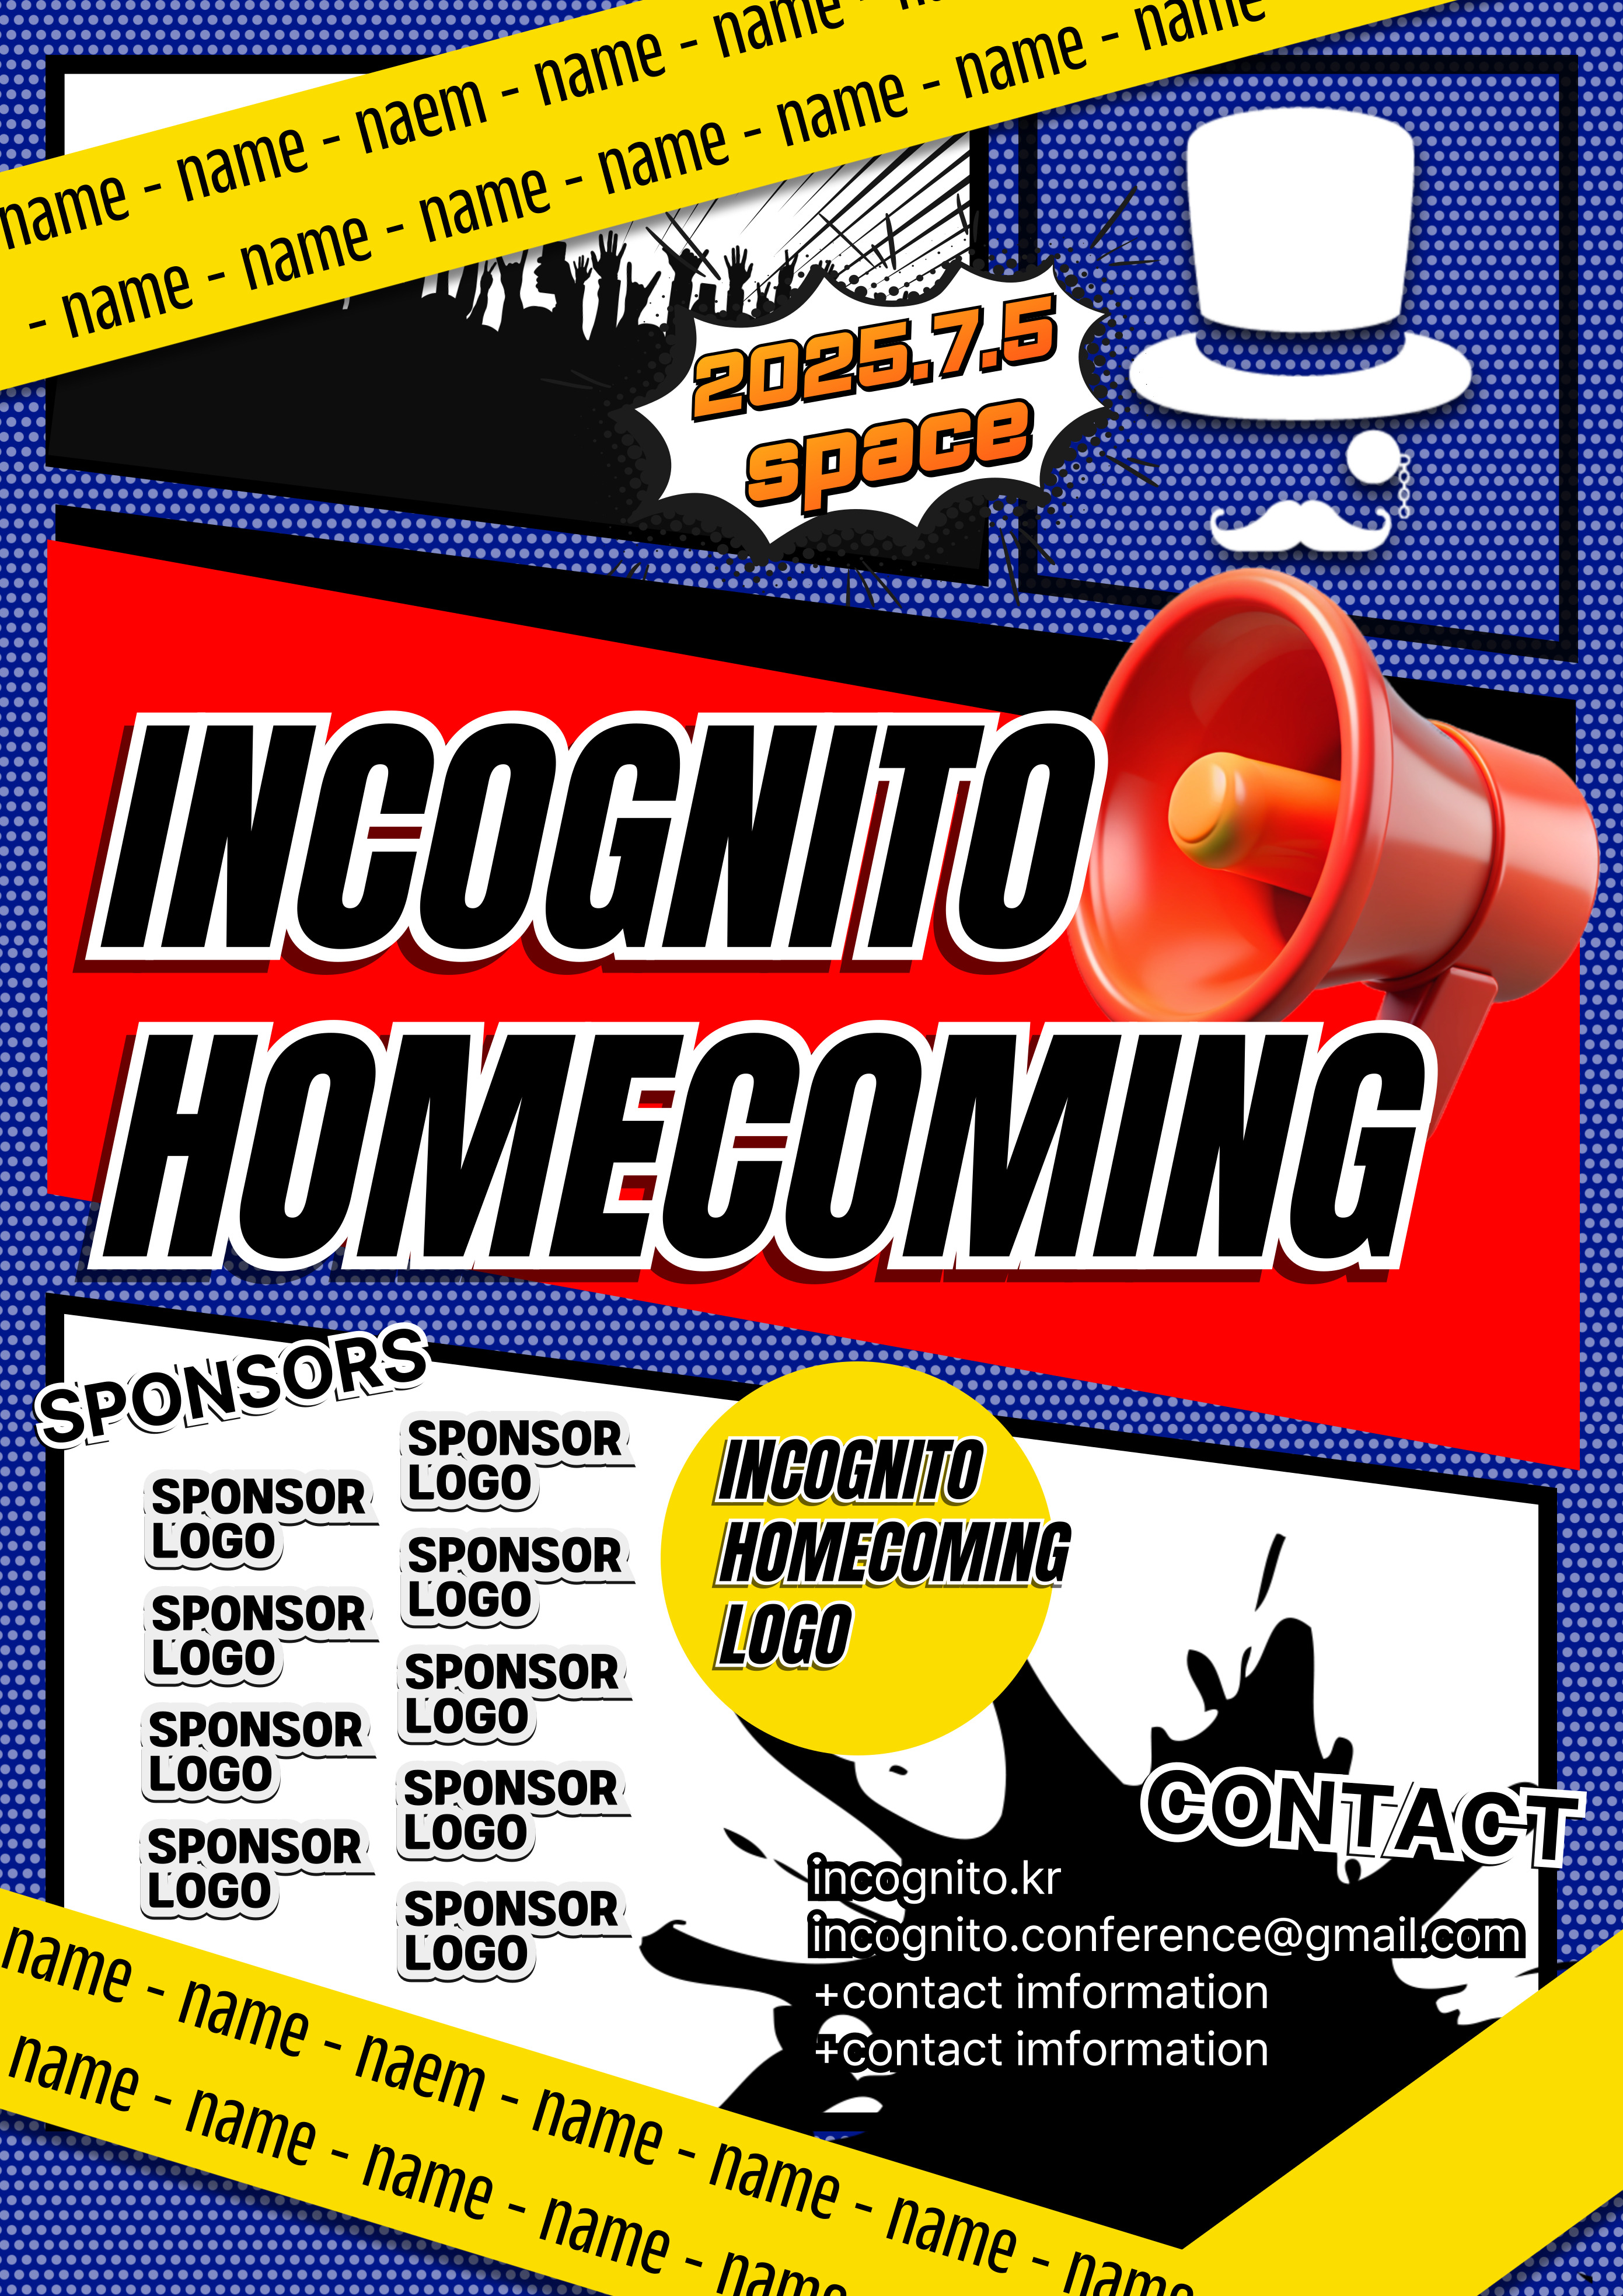 name - name - naem - name - name - n
- name - name - name - name - name - name - name
2025.7.5
space
INCOGNITO
HOMECOMING
SPONSORS
SPONSOR
LOGO
SPONSOR
LOGO
SPONSOR
LOGO
SPONSOR
LOGO
SPONSOR
LOGO
SPONSOR
LOGO
SPONSOR
LOGO
SPONSOR
LOGO
SPONSOR
LOGO
INCOGNITO
HOMECOMING
LOGO
CONTACT
incognito.kr
incognito.conference@gmail.com
+contact imformation
+contact imformation
name - name - naem - name - name - name - name
name - name - name - name - name